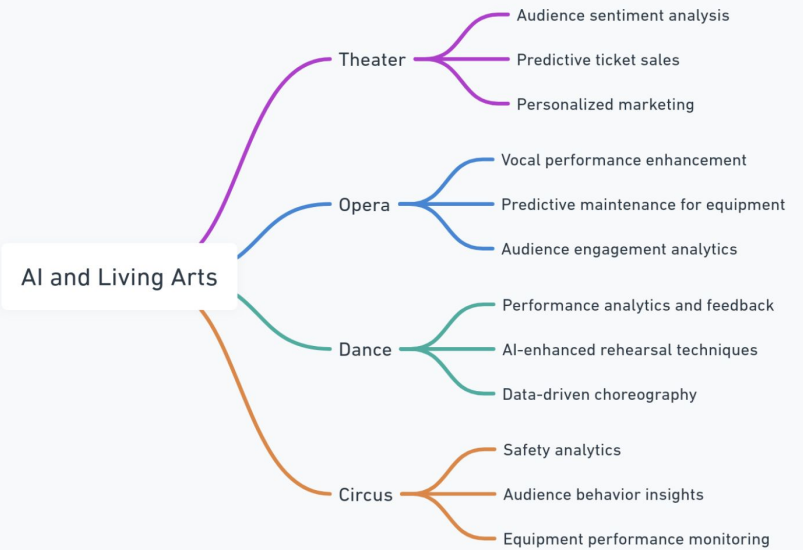 AI and Living Arts
Theater
Audience sentiment analysis
Predictive ticket sales
Personalized marketing
Opera
Vocal performance enhancement
Predictive maintenance for equipment
Audience engagement analytics
Dance
Performance analytics and feedback
AI-enhanced rehearsal techniques
Data-driven choreography
Circus
Safety analytics
Audience behavior insights
Equipment performance monitoring